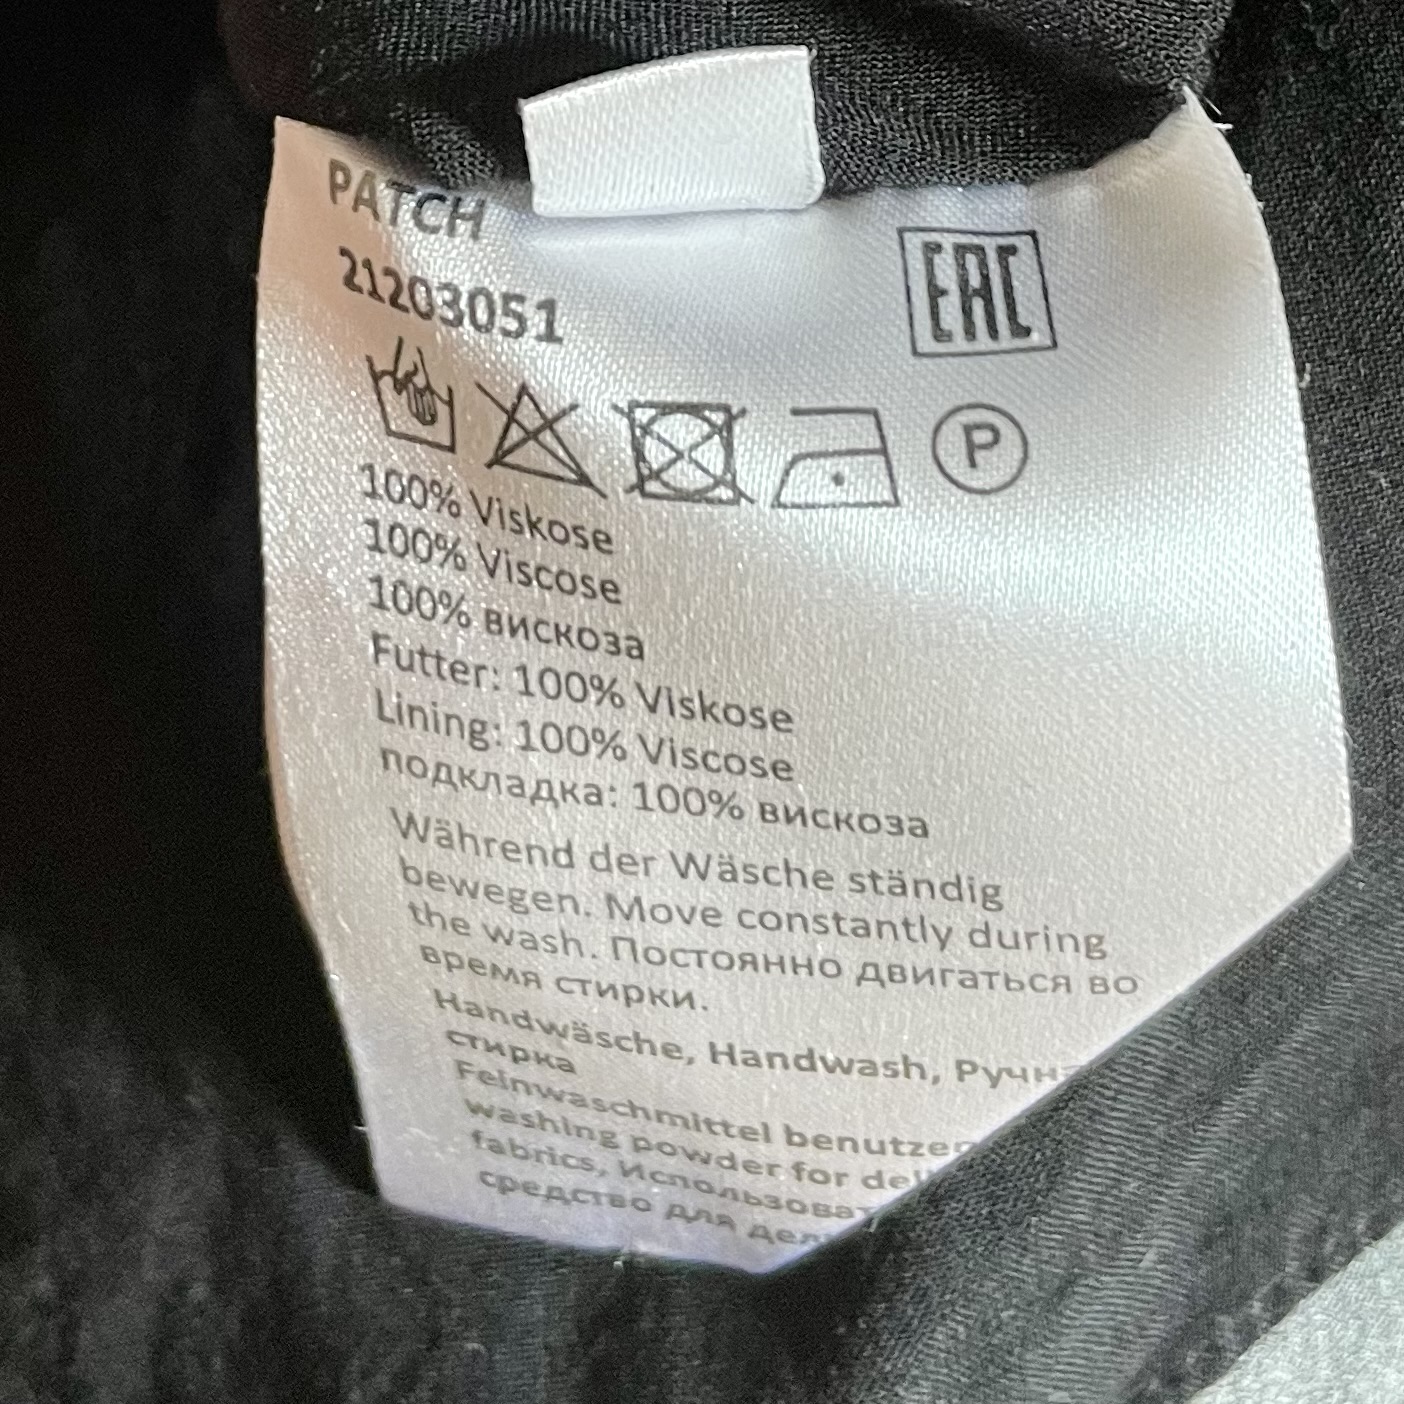 PATCH
EAC
21203051
P
100% Viskose
100% Viscose
100% вискоза
Futter: 100% Viskose
Lining: 100% Viscose
подкладка: 100% вискоза
Während der Wäsche ständig
bewegen. Move constantly during
the wash. Постоянно двигаться во
время стирки.
Handwäsche, Handwash,
стирка
Feinwaschmittel
washing powder for
fabrics,
средство для